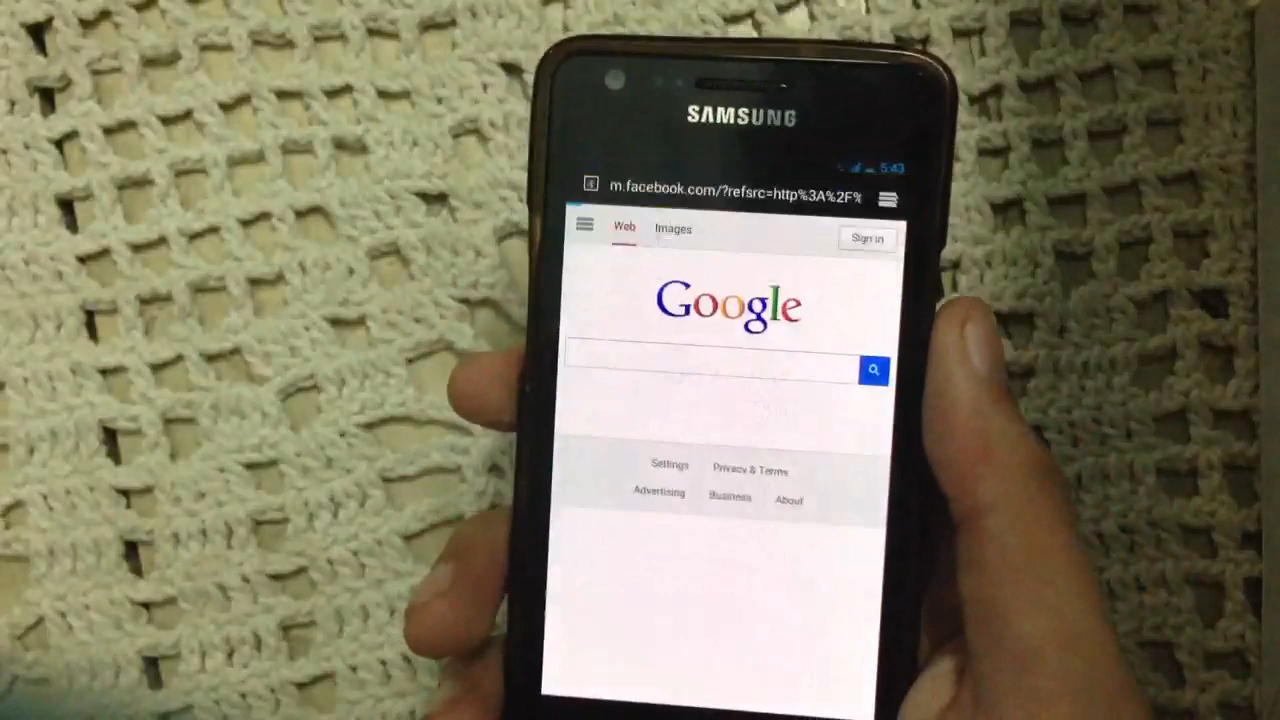 SAMSUNG
5:43
m.facebook.com/?refsrc=http%3A%2F%
Web Images Sign in
Google
Settings Privacy & Terms
Advertising Business About